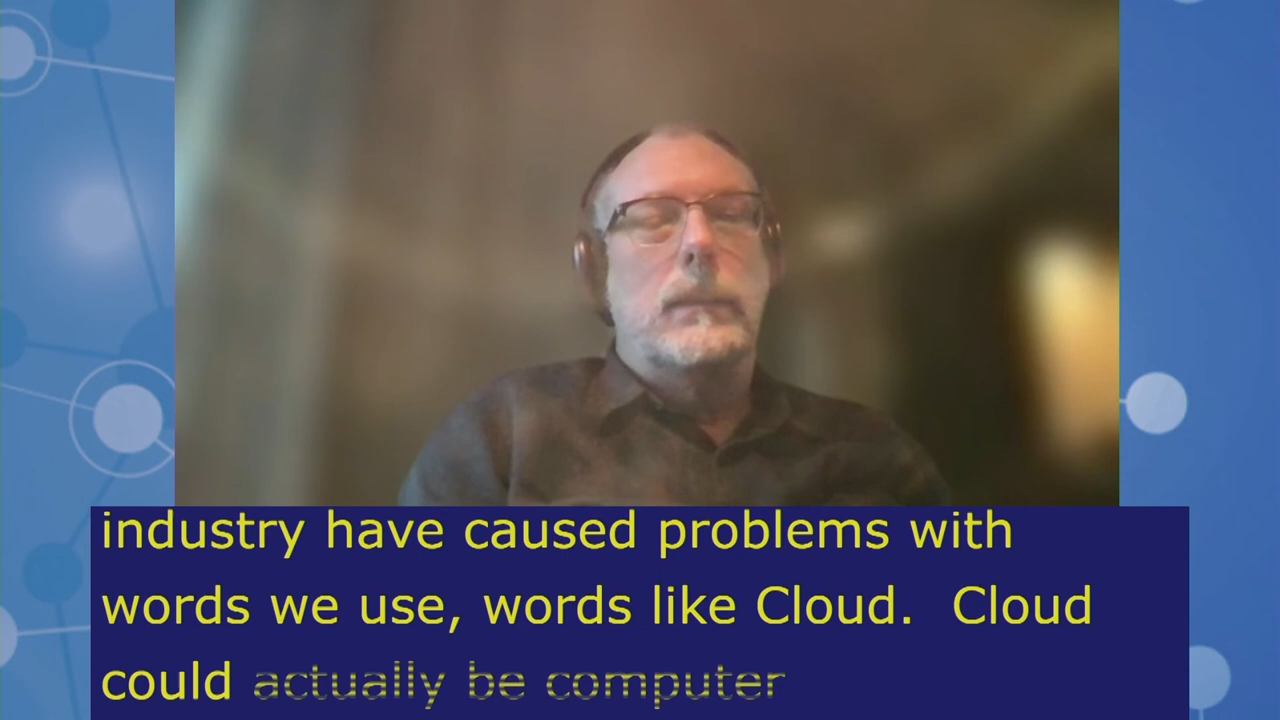 industry have caused problems with
words we use, words like Cloud.  Cloud
could actually be computer